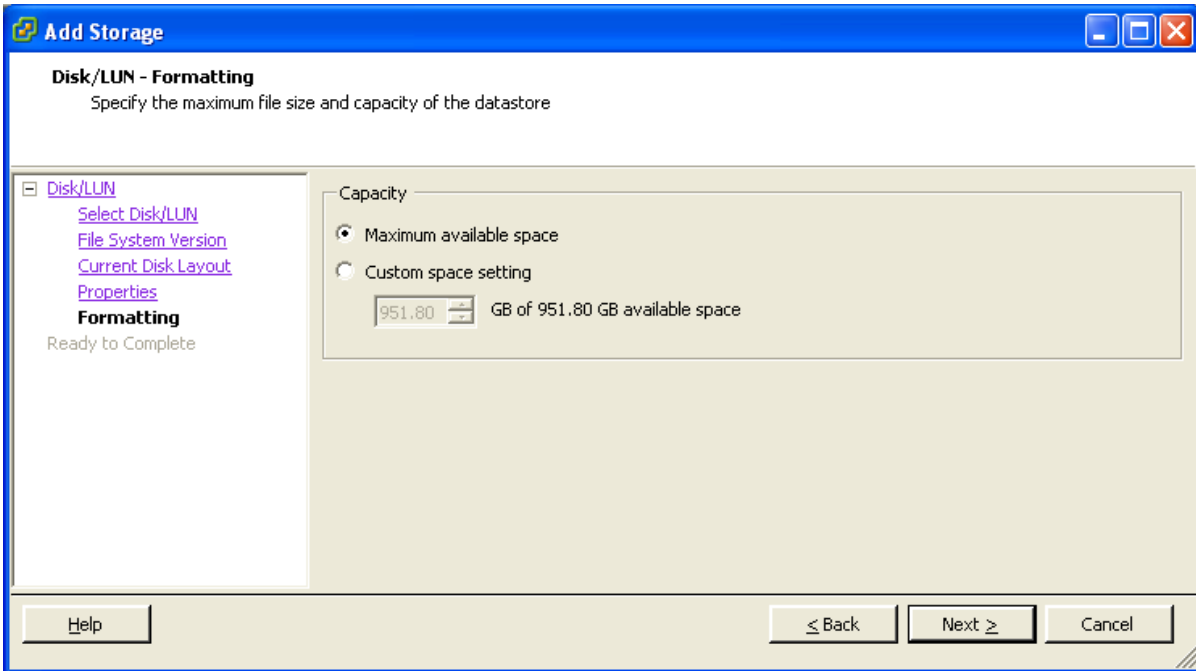 Add Storage
Disk/LUN - Formatting
Specify the maximum file size and capacity of the datastore
Disk/LUN
Select Disk/LUN
File System Version
Current Disk Layout
Properties
Formatting
Ready to Complete
Capacity
Maximum available space
Custom space setting
951.80 GB of 951.80 GB available space
Help
< Back
Next >
Cancel